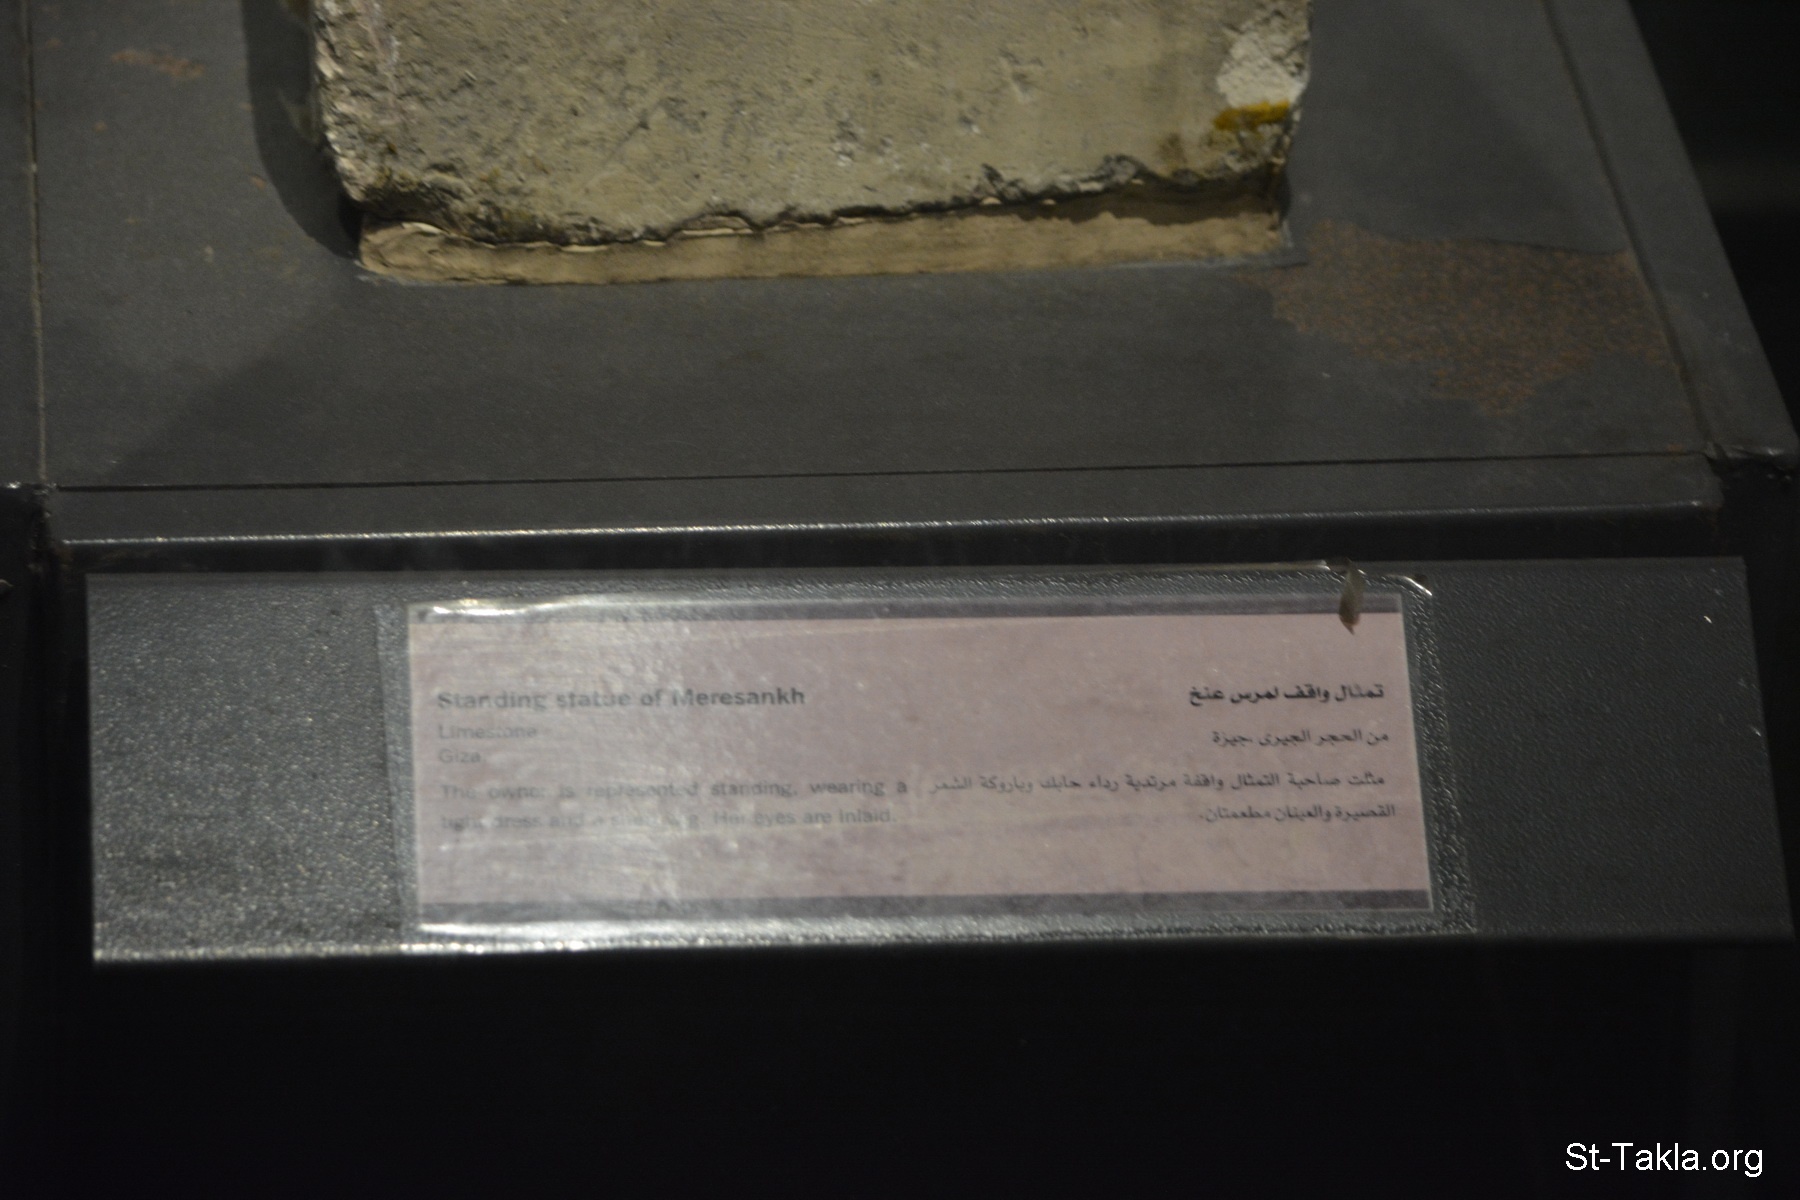 Standing statue of Meresankh
Limestone
Giza
The owner is represented standing, wearing a
tight dress and a short wig. Her eyes are inlaid.
تمثال واقف لمرس عنخ
من الحجر الجيرى .جيزة
مثلت صاحبة التمثال واقفة مرتدية رداء حابك وباروكة الشعر
القصيرة والعينان مطعمتان.
St-Takla.org